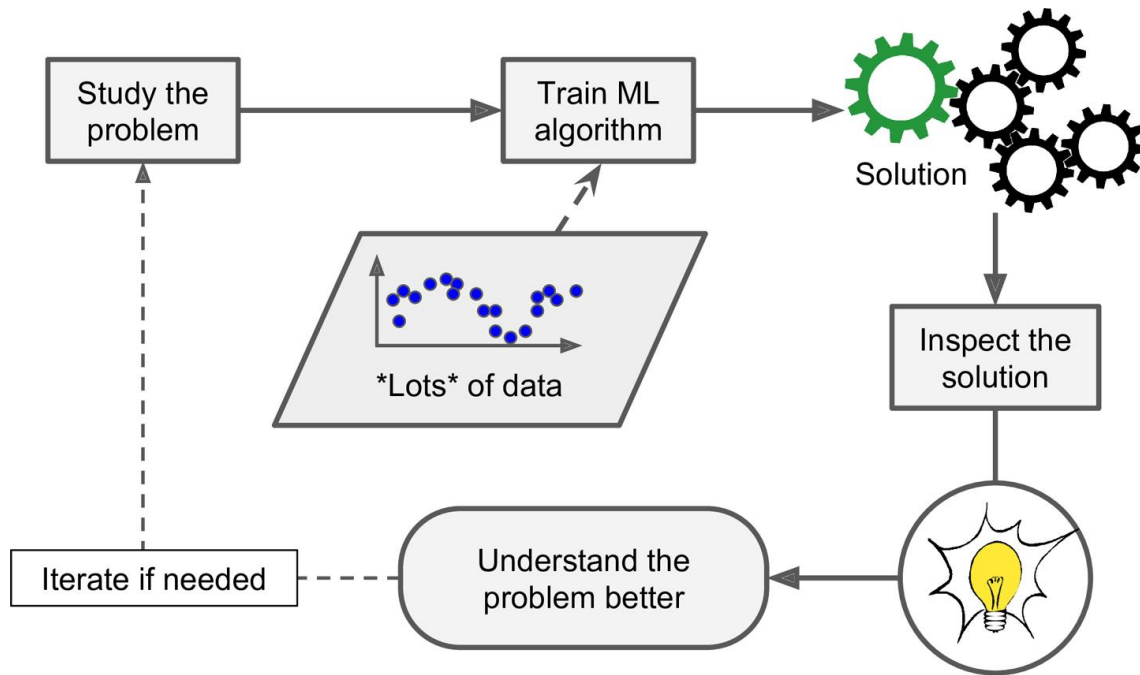 Study the
problem
Train ML
algorithm
Solution
*Lots* of data
Inspect the
solution
Understand the
problem better
Iterate if needed